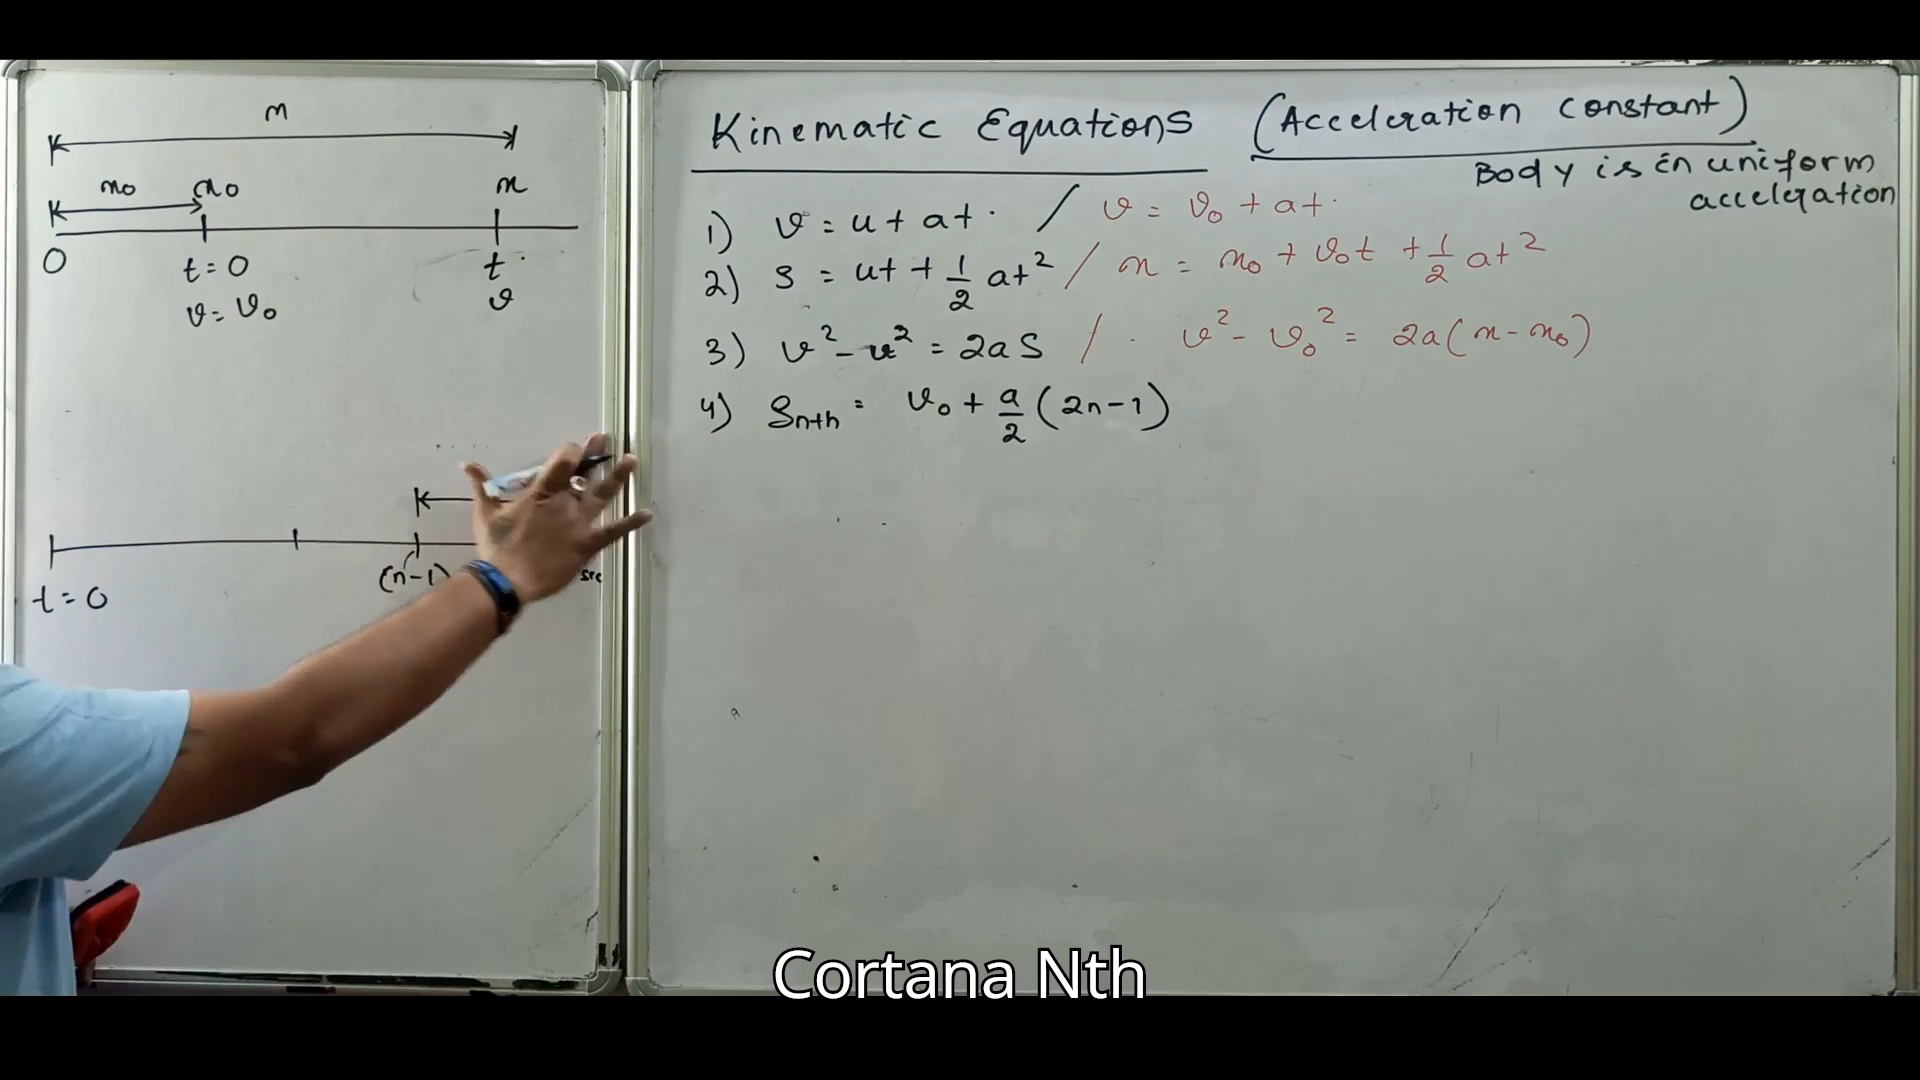 x
x₀ x₀ x
0 t = 0 t
v = v₀ v
(n-1) sec
t = 0
Kinematic Equations (Acceleration constant)
Body is in uniform
acceleration
1) v = u + at. / v = v₀ + at.
2) S = ut + 1/2 at² / x = x₀ + v₀t + 1/2 at²
3) v² - u² = 2aS / v² - v₀² = 2a(x - x₀)
4) Snth = v₀ + a/2 (2n-1)
Cortana Nth